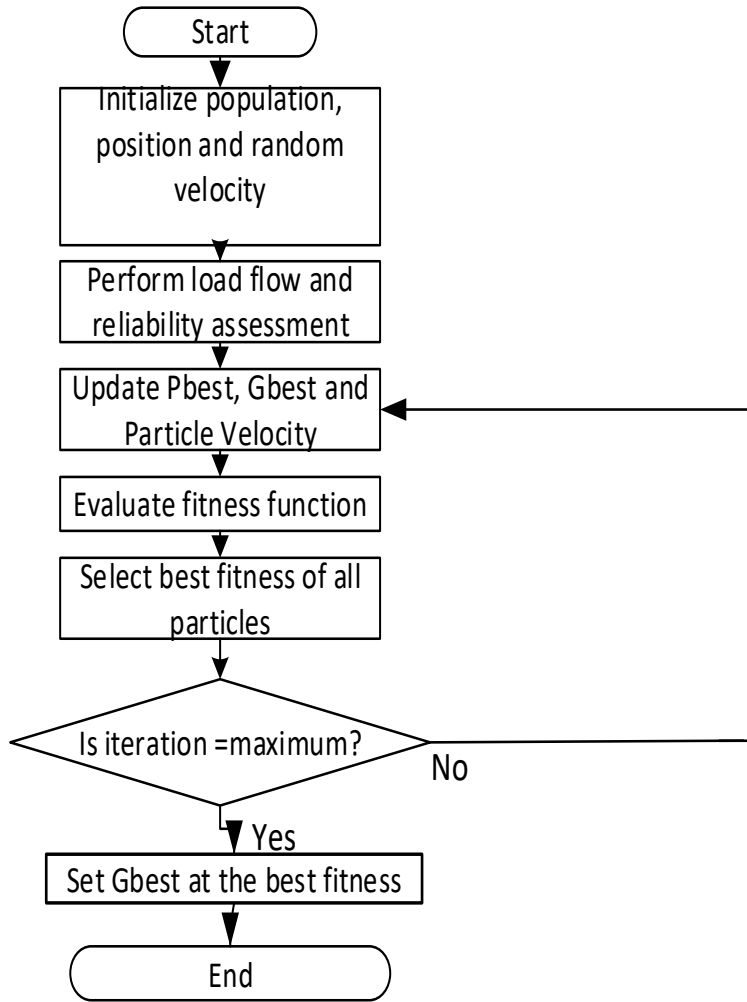 Start
Initialize population,
position and random
velocity
Perform load flow and
reliability assessment
Update Pbest, Gbest and
Particle Velocity
Evaluate fitness function
Select best fitness of all
particles
Is iteration =maximum?
No
Yes
Set Gbest at the best fitness
End